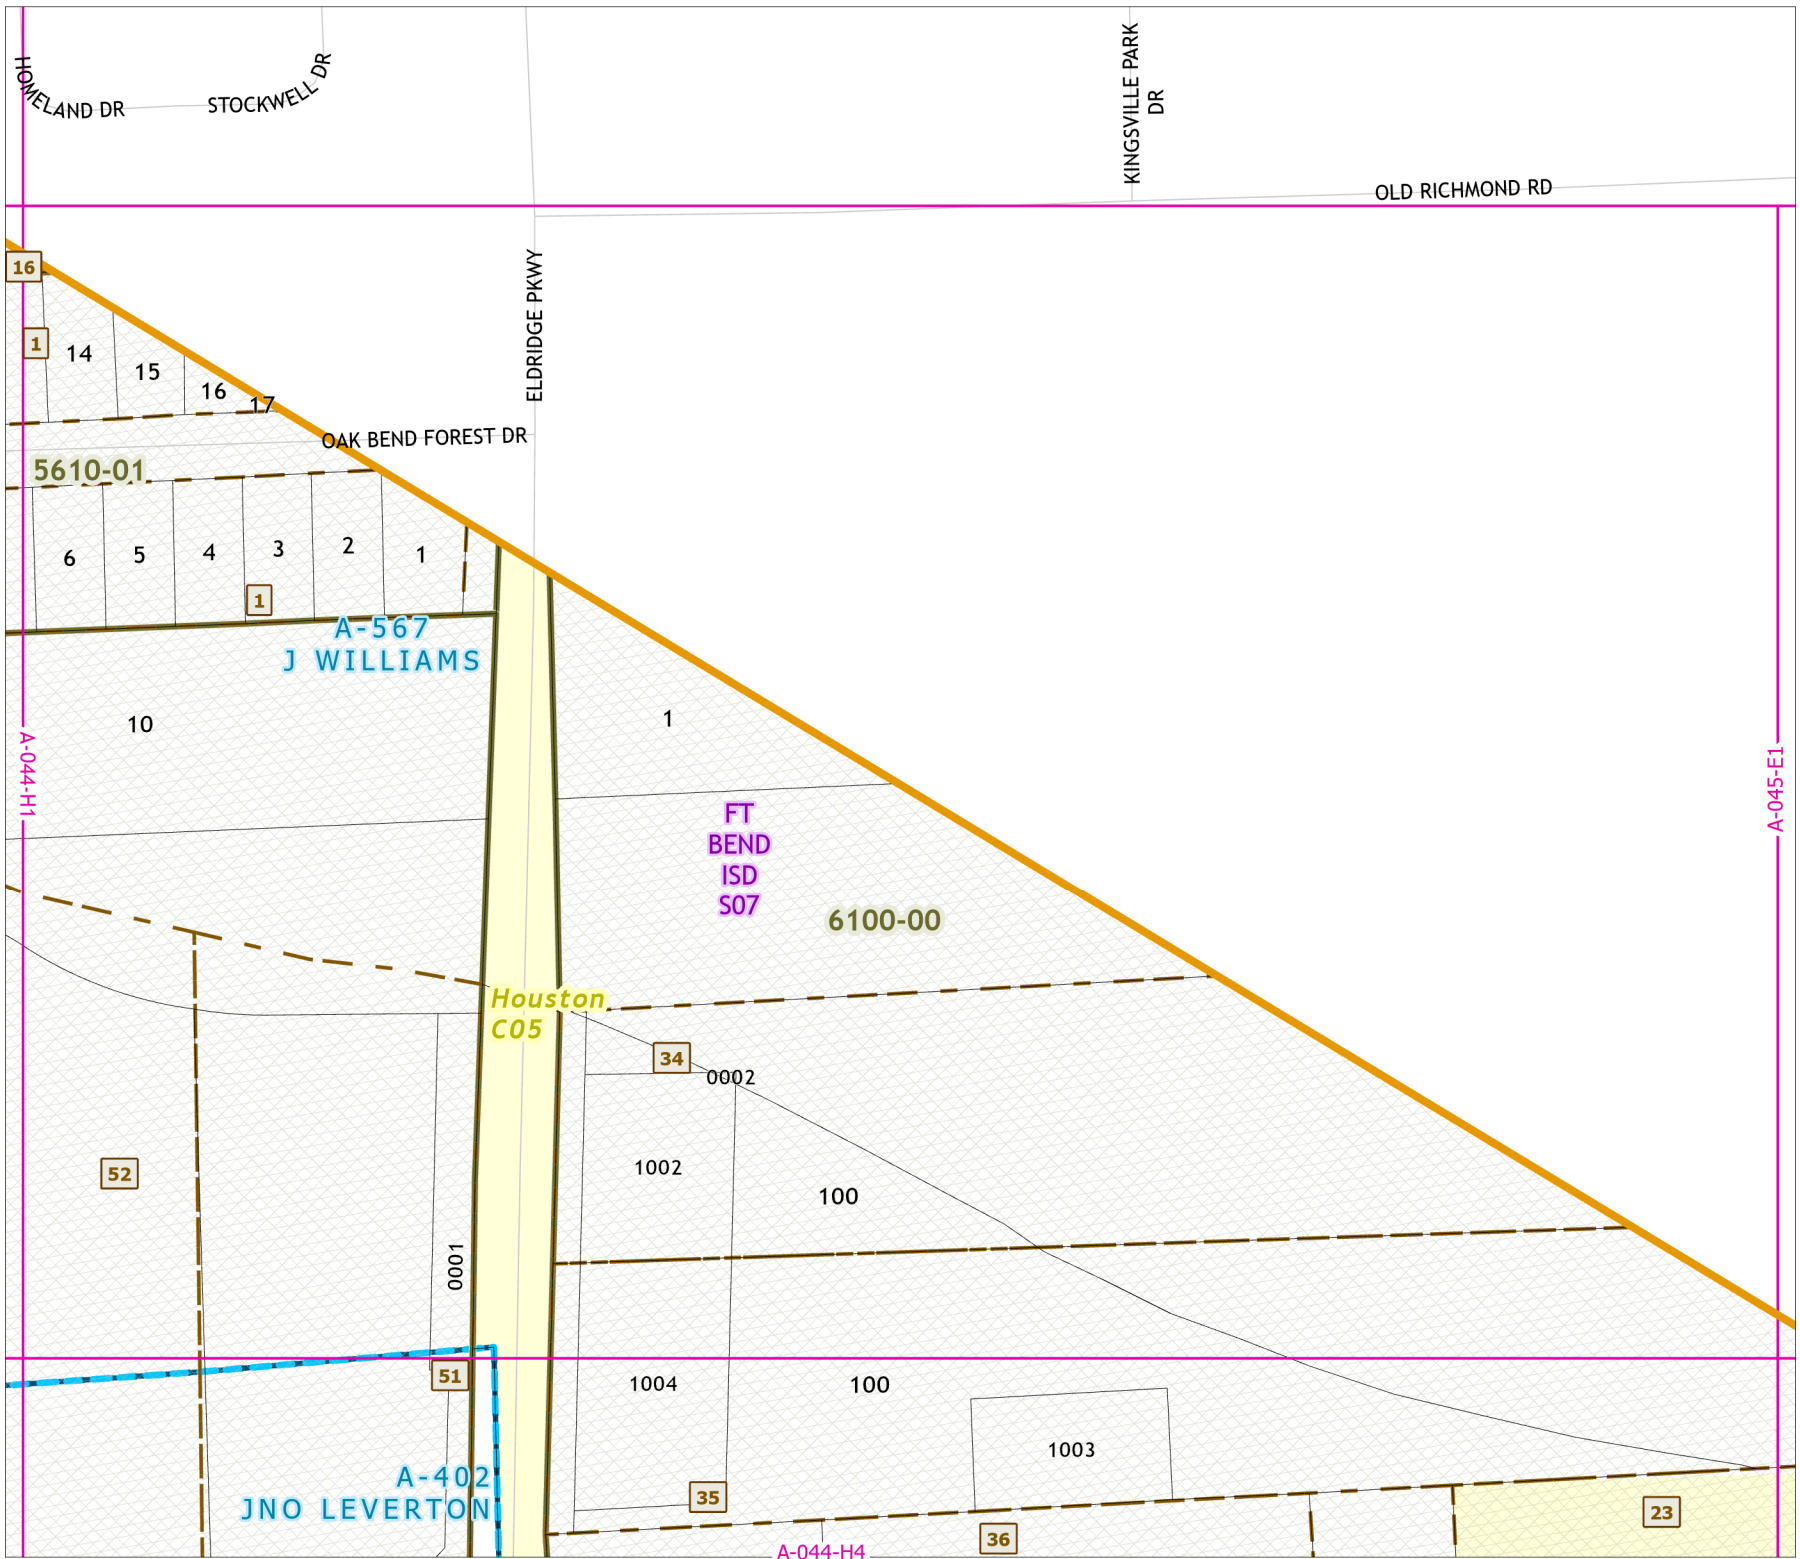 HOMELAND DR
STOCKWELL DR
KINGSVILLE PARK
DR
OLD RICHMOND RD
ELDRIDGE PKWY
16
1
14
15
16
17
OAK BEND FOREST DR
5610-01
6
5
4
3
2
1
1
A-567
J WILLIAMS
10
1
A-044-H1
A-045-E1
FT
BEND
ISD
S07
6100-00
Houston
C05
34
0002
52
1002
100
0001
51
1004
100
1003
A-402
JNO LEVERTON
35
36
23
A-044-H4